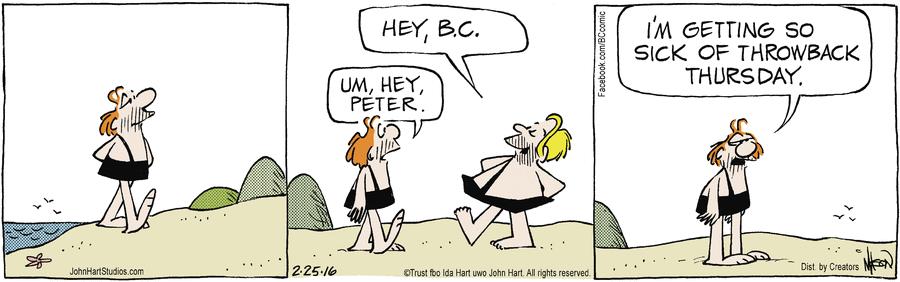 JohnHartStudios.com
HEY, B.C.
UM, HEY,
PETER.
2-25-16
©Trust fbo Ida Hart uwo John Hart. All rights reserved.
Facebook.com/BCcomic
I'M GETTING SO
SICK OF THROWBACK
THURSDAY.
Dist. by Creators
MASON